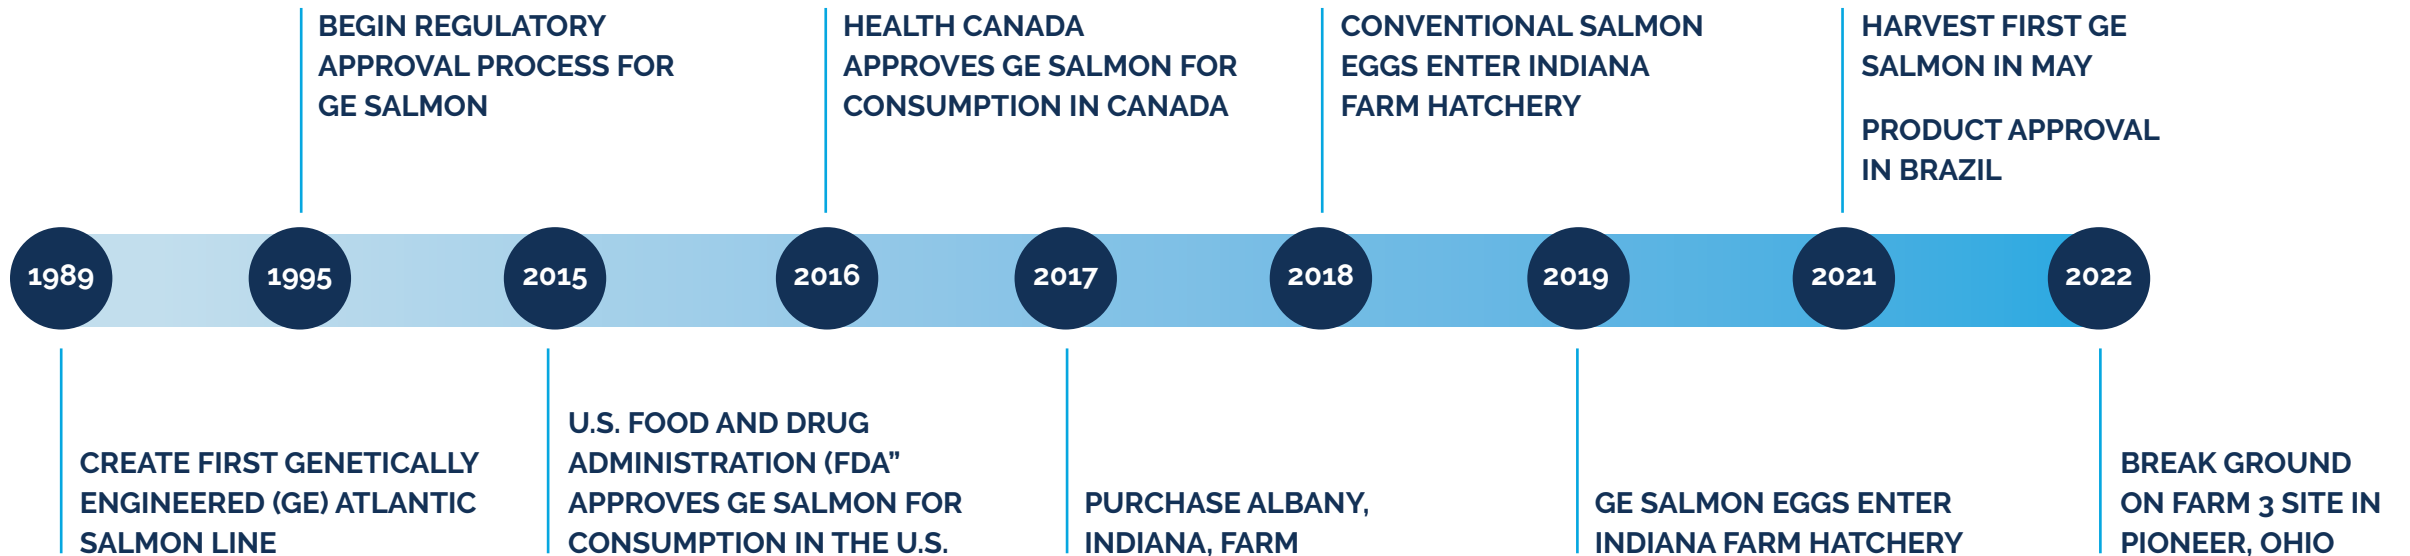 BEGIN REGULATORY
APPROVAL PROCESS FOR
GE SALMON
HEALTH CANADA
APPROVES GE SALMON FOR
CONSUMPTION IN CANADA
CONVENTIONAL SALMON
EGGS ENTER INDIANA
FARM HATCHERY
HARVEST FIRST GE
SALMON IN MAY
PRODUCT APPROVAL
IN BRAZIL
1989
1995
2015
2016
2017
2018
2019
2021
2022
CREATE FIRST GENETICALLY
ENGINEERED (GE) ATLANTIC
SALMON LINE
U.S. FOOD AND DRUG
ADMINISTRATION (FDA”
APPROVES GE SALMON FOR
CONSUMPTION IN THE U.S.
PURCHASE ALBANY,
INDIANA, FARM
GE SALMON EGGS ENTER
INDIANA FARM HATCHERY
BREAK GROUND
ON FARM 3 SITE IN
PIONEER, OHIO